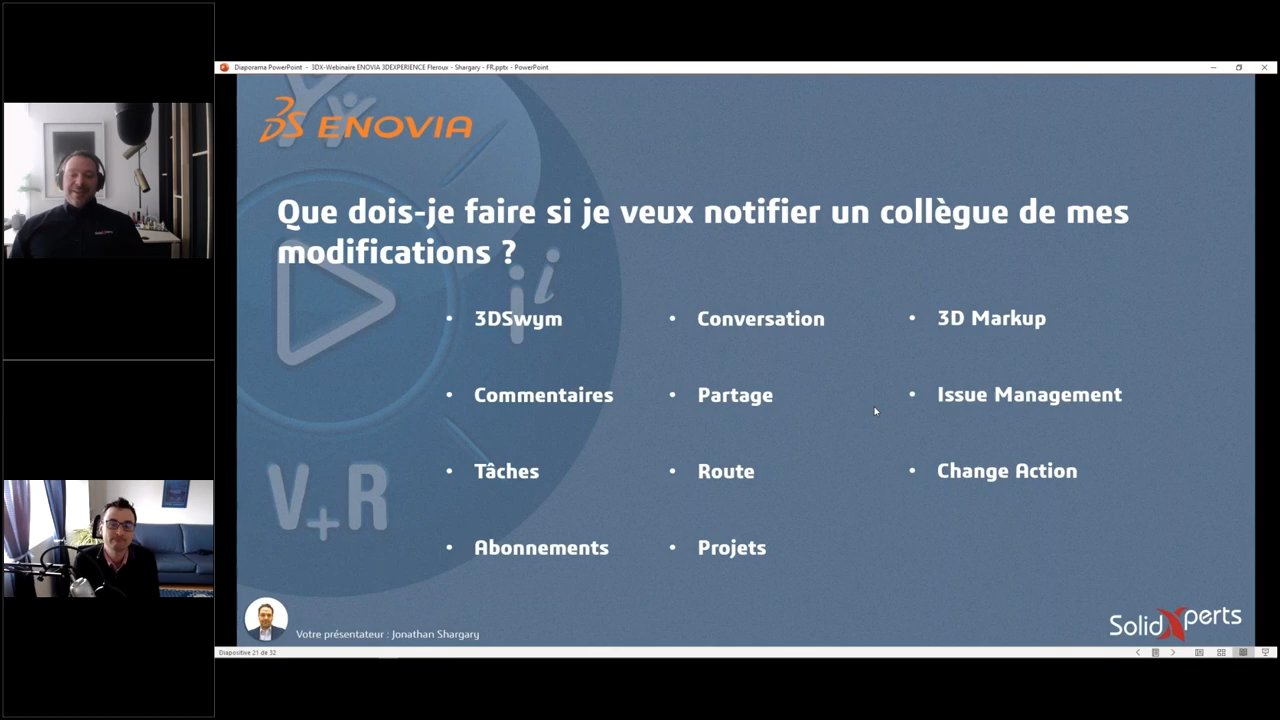 Diaporama PowerPoint - 3DX-Webinaire ENOVIA 3DEXPERIENCE Fleroux - Shargary - FR.pptx - PowerPoint
3S ENOVIA
Que dois-je faire si je veux notifier un collègue de mes
modifications ?
• 3DSwym
• Conversation
• 3D Markup
• Commentaires
• Partage
• Issue Management
• Tâches
• Route
• Change Action
• Abonnements
• Projets
V+R
Votre présentateur : Jonathan Shargary
SolidXperts
Diapositive 21 de 32